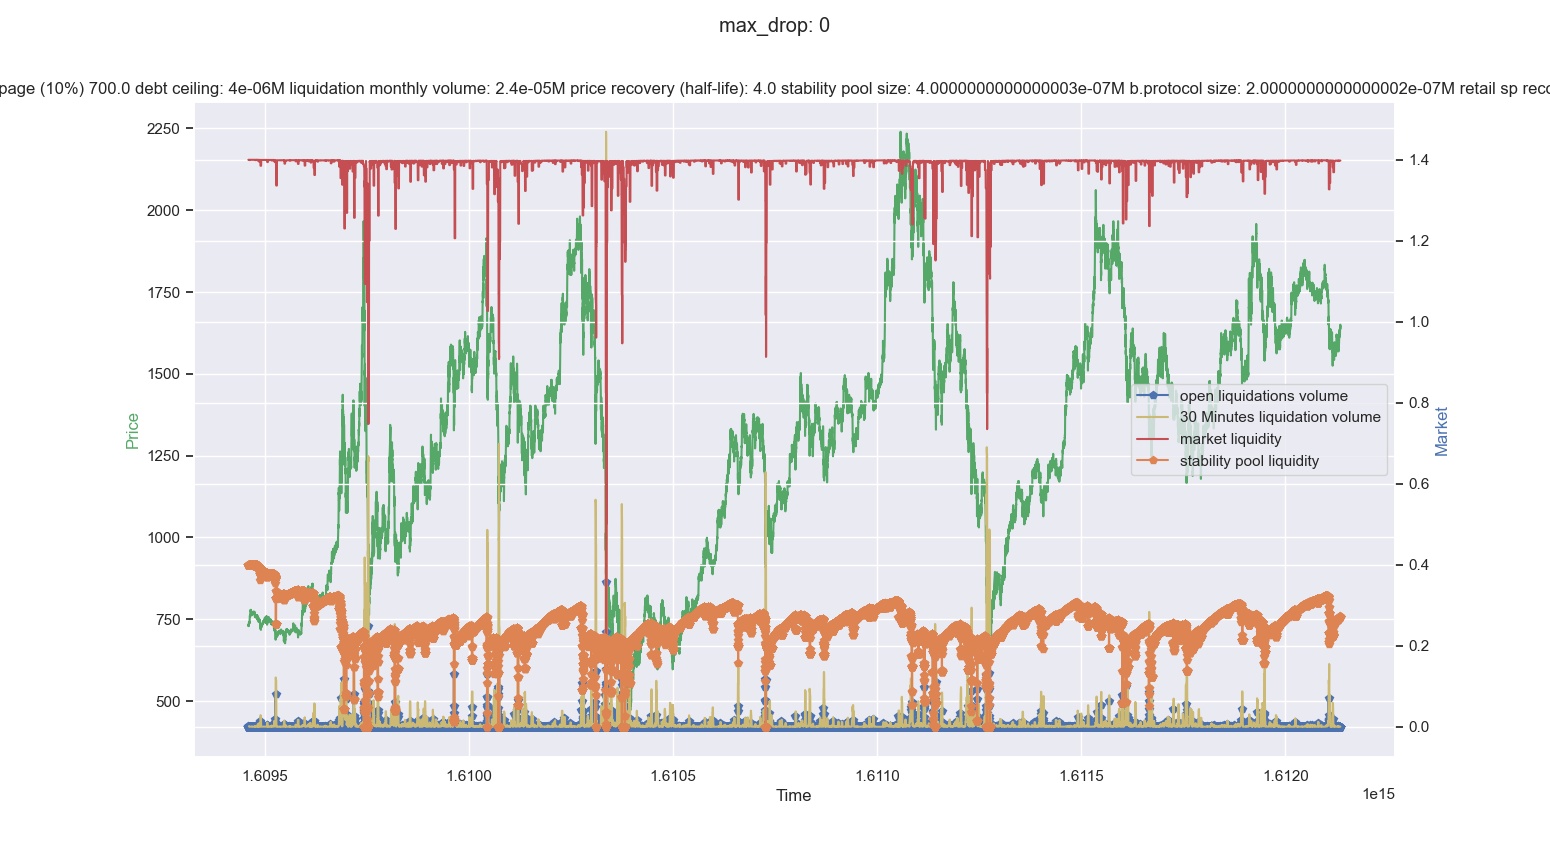 max_drop: 0
page (10%) 700.0 debt ceiling: 4e-06M liquidation monthly volume: 2.4e-05M price recovery (half-life): 4.0 stability pool size: 4.0000000000000003e-07M b.protocol size: 2.0000000000000002e-07M retail sp reco
2250
2000
1750
1500
1250
1000
750
500
Price
1.4
1.2
1.0
0.8
0.6
0.4
0.2
0.0
Market
open liquidations volume
30 Minutes liquidation volume
market liquidity
stability pool liquidity
1.6095 1.6100 1.6105 1.6110 1.6115 1.6120
Time
1e15